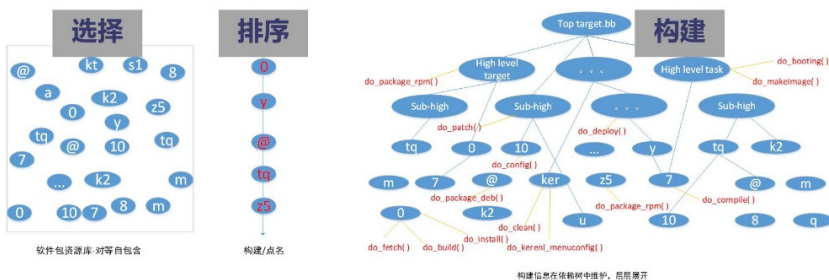 选择
@
kt
s1
8
a
k2
z5
0
y
tq
@
10
tq
7
...
k2
m
0
10
7
8
m
软件包资源库-对等自包含
排序
0
y
@
tq
z5
构建/点名
构建
Top target.bb
High level target
。。。
High level task
do_package_rpm( )
do_booting( )
do_makeImage( )
Sub-high
Sub-high
。。。
Sub-high
do_patch( )
do_deploy( )
tq
0
10
...
y
tq
k2
do_config( )
m
7
@
ker
z5
7
@
m
do_package_deb( )
do_package_rpm( )
do_compile( )
0
k2
u
10
8
q
do_clean( )
do_install( )
do_kerenl_menuconfig( )
do_fetch( )
do_build( )
构建信息在依赖树中维护，层层展开